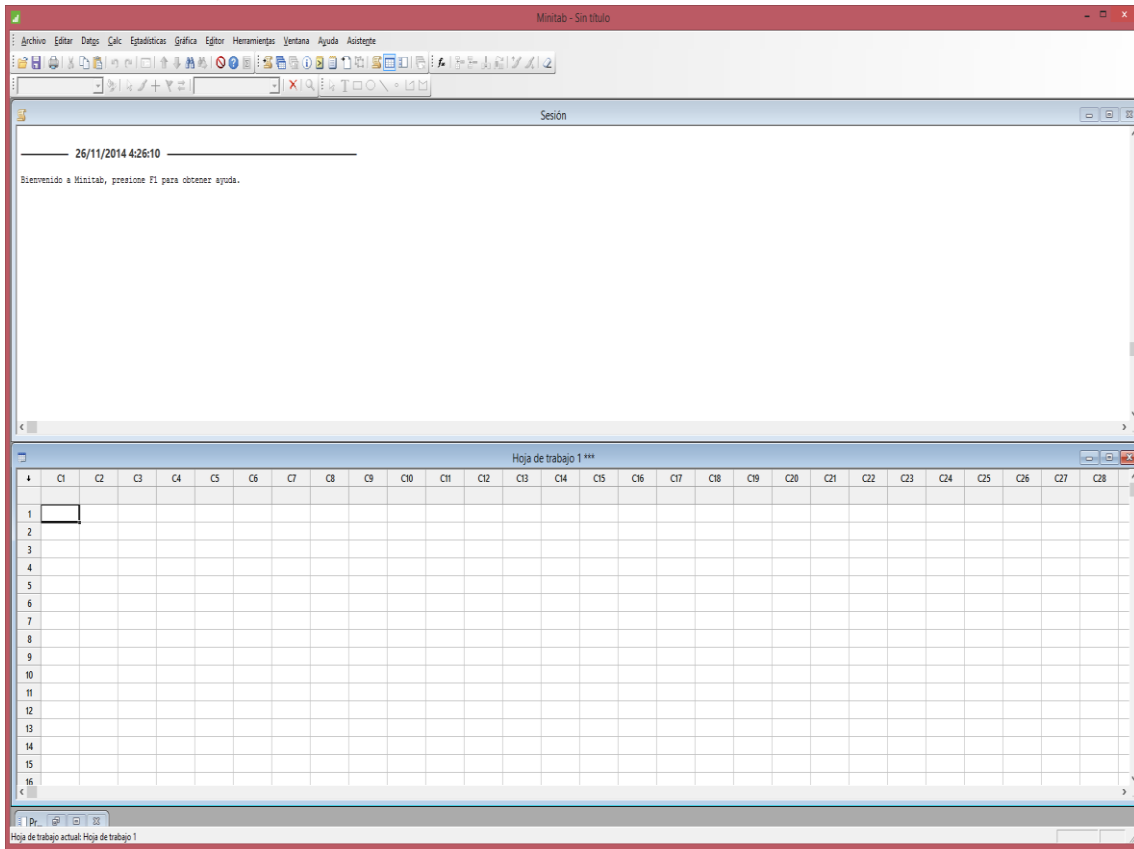 Minitab - Sin título
Archivo Editar Datos Calc Estadísticas Gráfica Editor Herramientas Ventana Ayuda Asistente
Sesión
26/11/2014 4:26:10
Bienvenido a Minitab, presione F1 para obtener ayuda.
Hoja de trabajo 1 ***
C1 C2 C3 C4 C5 C6 C7 C8 C9 C10 C11 C12 C13 C14 C15 C16 C17 C18 C19 C20 C21 C22 C23 C24 C25 C26 C27 C28
1
2
3
4
5
6
7
8
9
10
11
12
13
14
15
16
Pr...
Hoja de trabajo actual: Hoja de trabajo 1